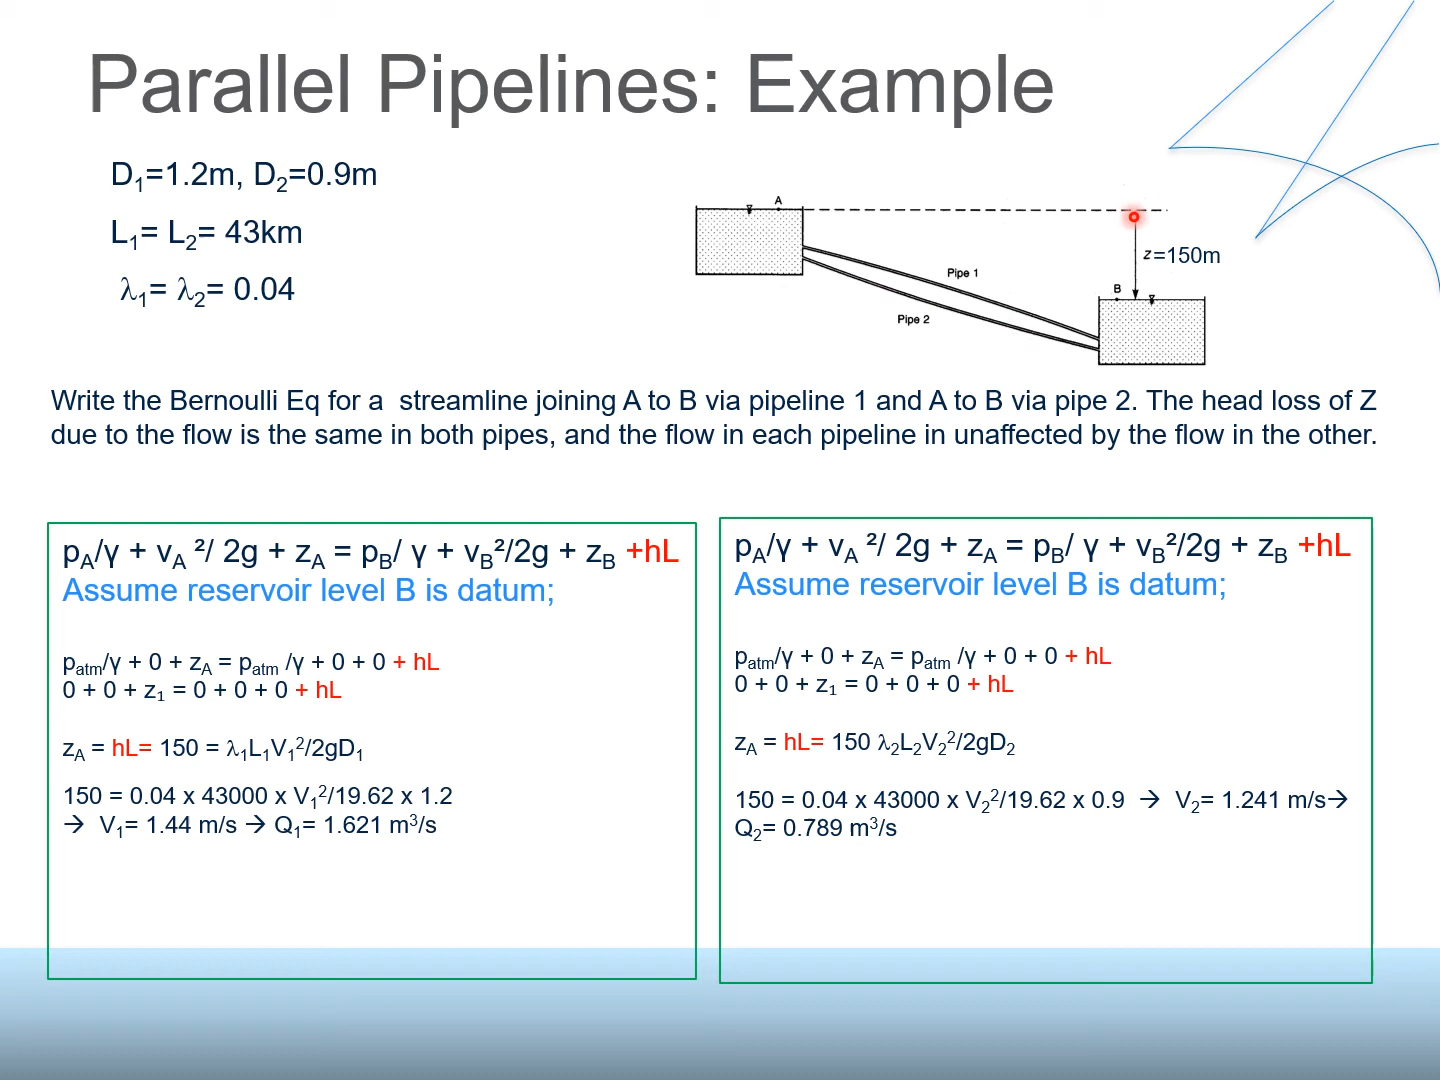 Parallel Pipelines: Example
D₁=1.2m, D₂=0.9m
L₁= L₂= 43km
λ₁= λ₂= 0.04
A
z=150m
Pipe 1
B
Pipe 2
Write the Bernoulli Eq for a  streamline joining A to B via pipeline 1 and A to B via pipe 2. The head loss of Z
due to the flow is the same in both pipes, and the flow in each pipeline in unaffected by the flow in the other.
p_A/γ + v_A ²/ 2g + z_A = p_B/ γ + v_B²/2g + z_B +hL
Assume reservoir level B is datum;
p_atm/γ + 0 + z_A = p_atm /γ + 0 + 0 + hL
0 + 0 + z₁ = 0 + 0 + 0 + hL
z_A = hL= 150 = λ₁L₁V₁²/2gD₁
150 = 0.04 x 43000 x V₁²/19.62 x 1.2
→ V₁= 1.44 m/s → Q₁= 1.621 m³/s
p_A/γ + v_A ²/ 2g + z_A = p_B/ γ + v_B²/2g + z_B +hL
Assume reservoir level B is datum;
p_atm/γ + 0 + z_A = p_atm /γ + 0 + 0 + hL
0 + 0 + z₁ = 0 + 0 + 0 + hL
z_A = hL= 150 λ₂L₂V₂²/2gD₂
150 = 0.04 x 43000 x V₂²/19.62 x 0.9 → V₂= 1.241 m/s→
Q₂= 0.789 m³/s